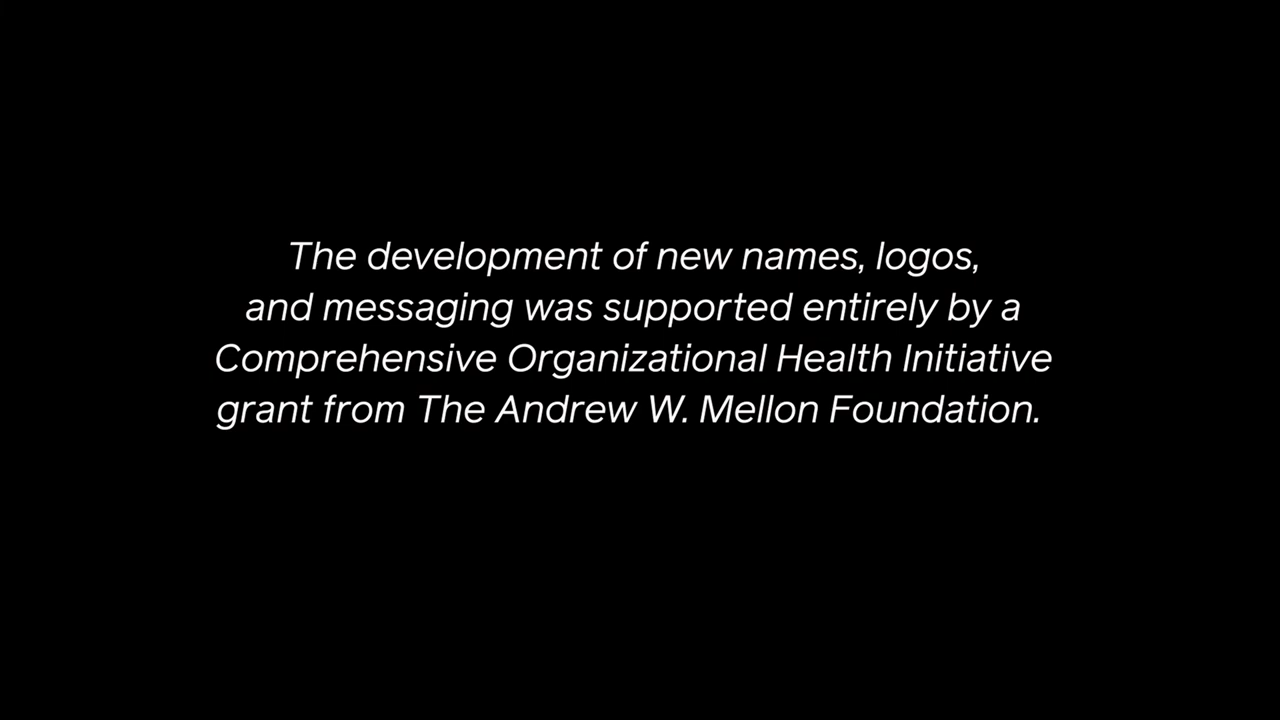 The development of new names, logos,
and messaging was supported entirely by a
Comprehensive Organizational Health Initiative
grant from The Andrew W. Mellon Foundation.